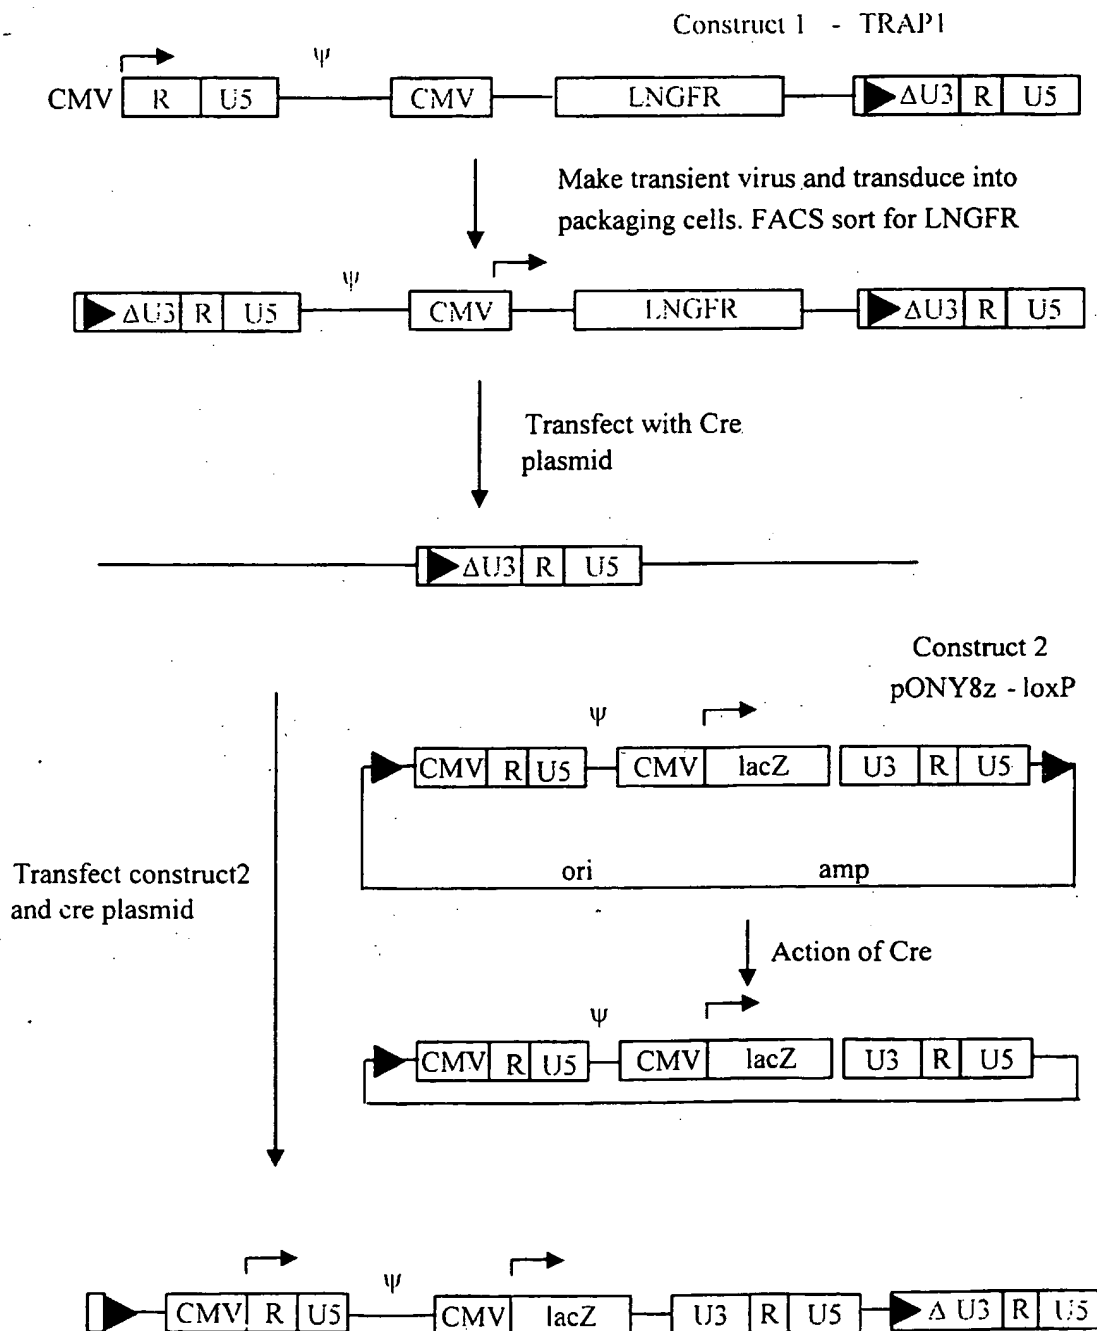 Construct 1 - TRAP1
ψ
CMV R U5 CMV LNGFR ΔU3 R U5
Make transient virus and transduce into
packaging cells. FACS sort for LNGFR
ψ
ΔU3 R U5 CMV LNGFR ΔU3 R U5
Transfect with Cre
plasmid
ΔU3 R U5
Construct 2
pONY8z - loxP
ψ
CMV R U5 CMV lacZ U3 R U5
ori amp
Transfect construct2
and cre plasmid
Action of Cre
ψ
CMV R U5 CMV lacZ U3 R U5
ψ
CMV R U5 CMV lacZ U3 R U5 Δ U3 R U5